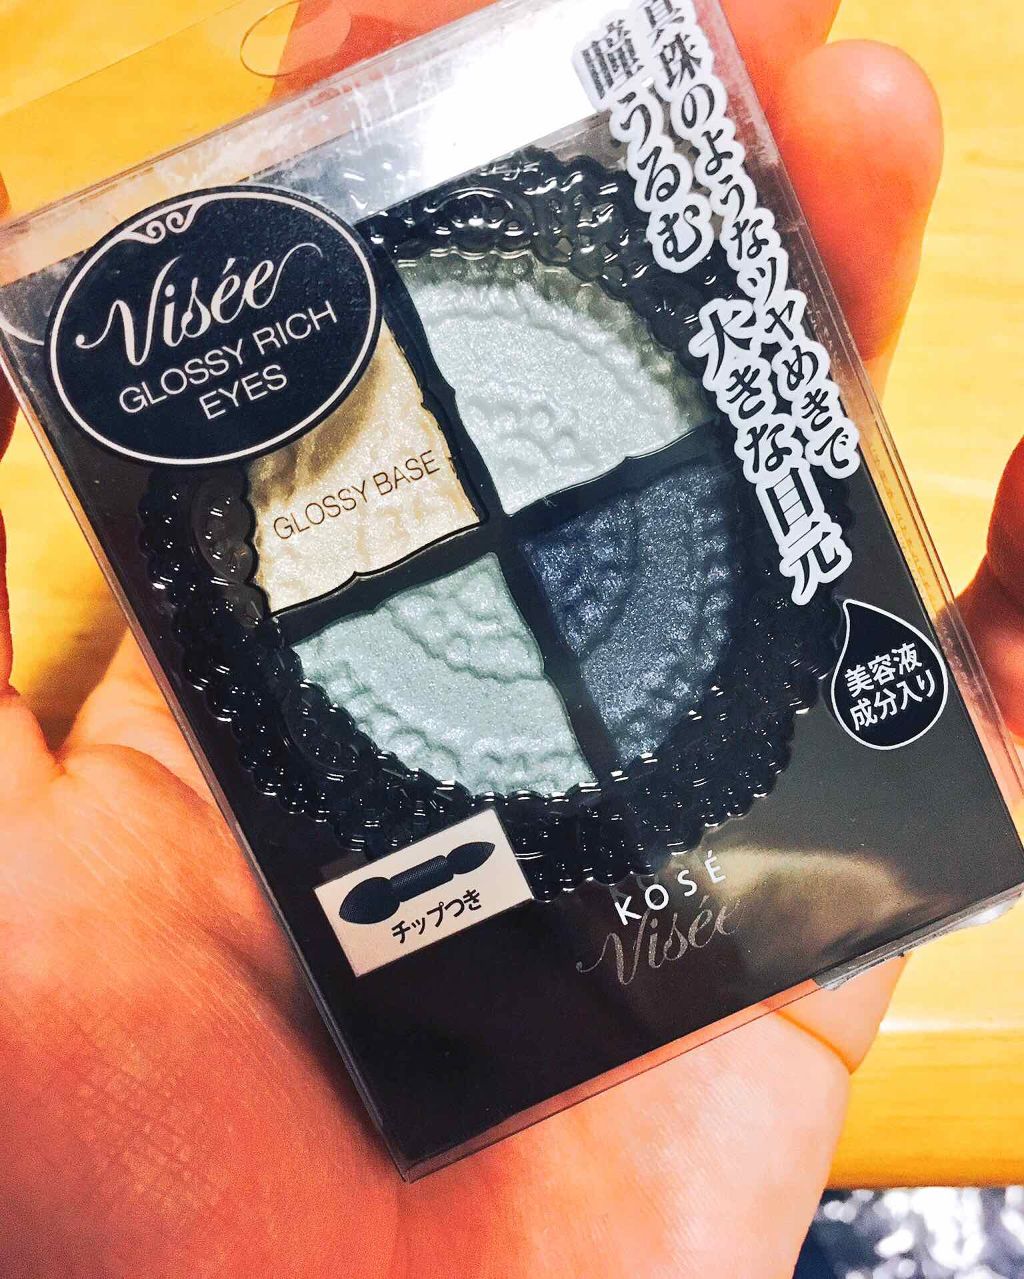 Visée
GLOSSY RICH
EYES
GLOSSY BASE
真珠のようなツヤめきで
瞳うるむ 大きな目元
美容液
成分入り
チップつき
KOSÉ
Visée